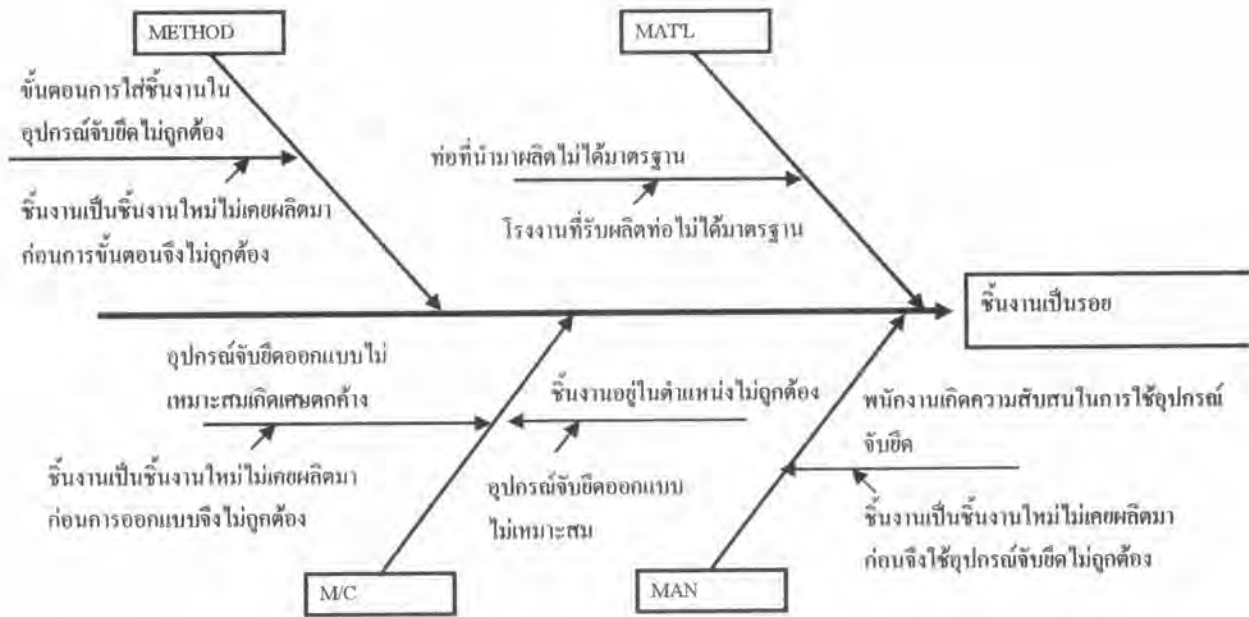 METHOD
MAT'L
ขั้นตอนการใส่ชิ้นงานใน
อุปกรณ์จับยึดไม่ถูกต้อง
ชิ้นงานเป็นชิ้นงานใหม่ไม่เคยผลิตมา
ก่อนการขั้นตอนจึงไม่ถูกต้อง
ท่อที่นำมาผลิตไม่ได้มาตรฐาน
โรงงานที่รับผลิตท่อไม่ได้มาตรฐาน
ชิ้นงานเป็นรอย
อุปกรณ์จับยึดออกแบบไม่
เหมาะสมเกิดเศษตกค้าง
ชิ้นงานเป็นชิ้นงานใหม่ไม่เคยผลิตมา
ก่อนการออกแบบจึงไม่ถูกต้อง
ชิ้นงานอยู่ในตำแหน่งไม่ถูกต้อง
อุปกรณ์จับยึดออกแบบ
ไม่เหมาะสม
พนักงานเกิดความสับสนในการใช้อุปกรณ์
จับยึด
ชิ้นงานเป็นชิ้นงานใหม่ไม่เคยผลิตมา
ก่อนจึงใช้อุปกรณ์จับยึดไม่ถูกต้อง
M/C
MAN